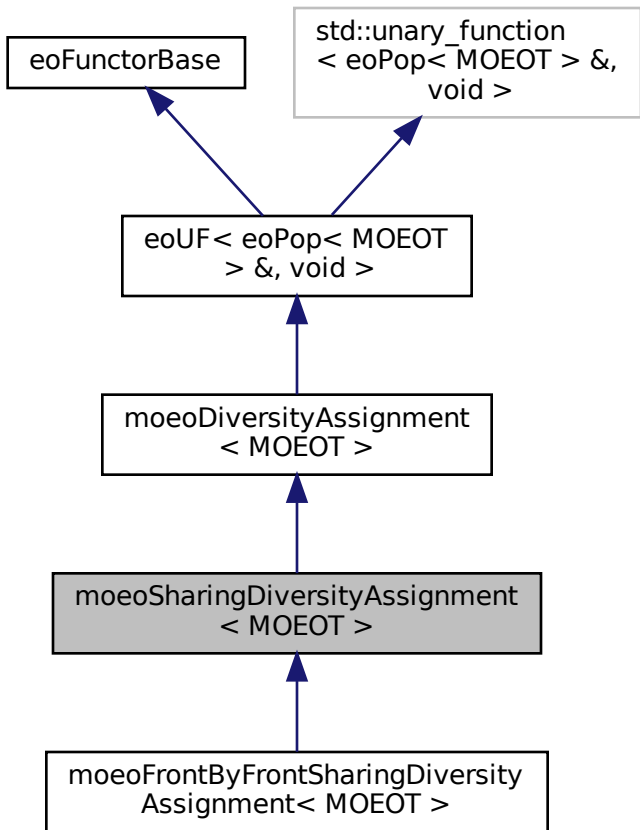 eoFunctorBase
std::unary_function
< eoPop< MOEOT > &,
void >
eoUF< eoPop< MOEOT
> &, void >
moeoDiversityAssignment
< MOEOT >
moeoSharingDiversityAssignment
< MOEOT >
moeoFrontByFrontSharingDiversity
Assignment< MOEOT >